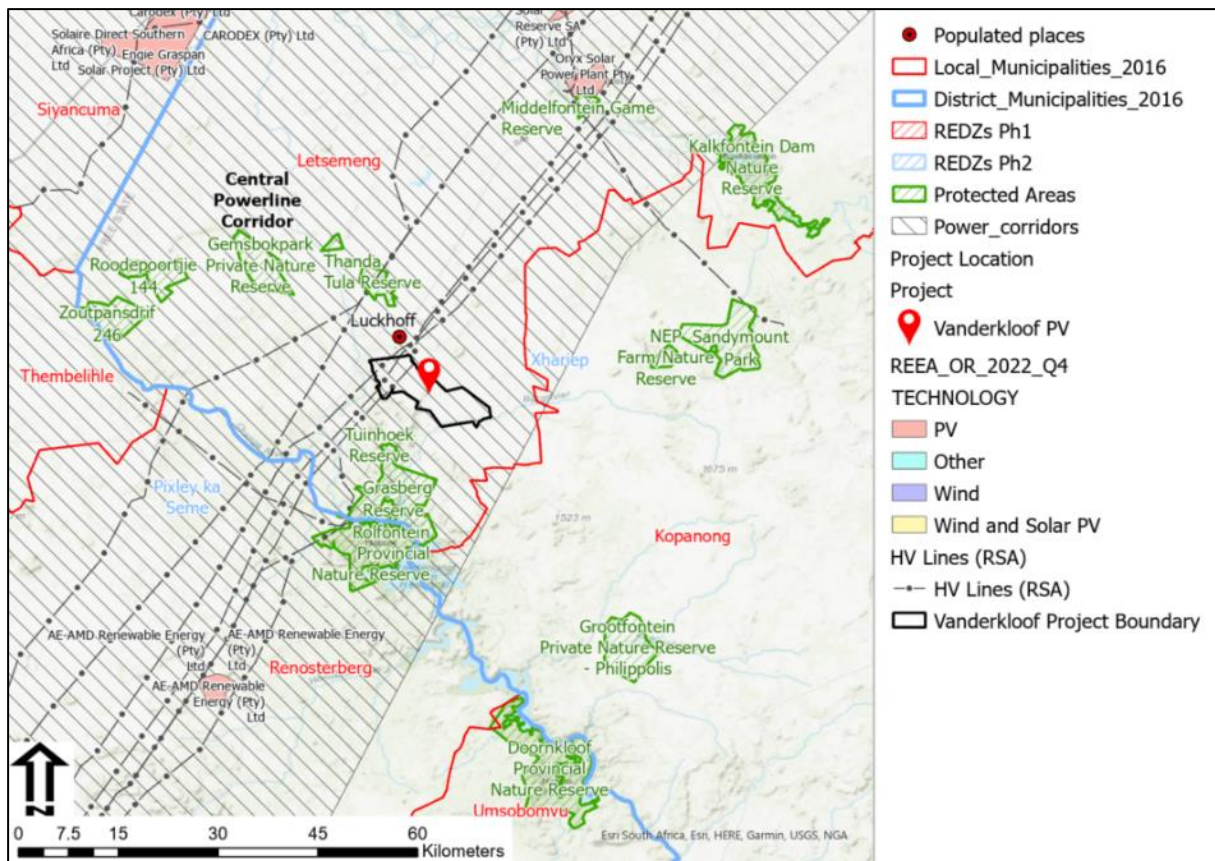 Carodex (Pty) Ltd
Solaire Direct Southern
Africa (Pty)
Ltd
CARODEX (Pty) Ltd
Engie Graspan
Solar Project (Pty) Ltd
Solar
Reserve SA
(Pty) Ltd
Oryx Solar
Power Plant Pty
Ltd
Siyancuma
Middelfontein Game
Reserve
Letsemeng
Kalkfontein Dam
Nature
Reserve
Central
Powerline
Corridor
Gemsbokpark
Private Nature
Reserve
Roodepoortjie
144
Thanda
Tula Reserve
Zoutpansdrif
246
Luckhoff
NEP Sandymount
Farm/Nature Park
Reserve
Xhariep
Thembelihle
Tuinhoek
Reserve
Pixley ka
Seme
Grasberg
Reserve
1675 m
1523 m
Rolfontein
Provincial
Nature Reserve
Kopanong
Grootfontein
Private Nature Reserve
- Philippolis
AE-AMD Renewable Energy
(Pty)
Ltd
AE-AMD Renewable Energy
(Pty)
Ltd
Renosterberg
AE-AMD Renewable
Energy (Pty)
Ltd
Doornkloof
Provincial
Nature Reserve
Umsobomvu
N
0 7.5 15 30 45 60
Kilometers
Esri South Africa, Esri, HERE, Garmin, USGS, NGA
Populated places
Local_Municipalities_2016
District_Municipalities_2016
REDZs Ph1
REDZs Ph2
Protected Areas
Power_corridors
Project Location
Project
Vanderkloof PV
REEA_OR_2022_Q4
TECHNOLOGY
PV
Other
Wind
Wind and Solar PV
HV Lines (RSA)
HV Lines (RSA)
Vanderkloof Project Boundary